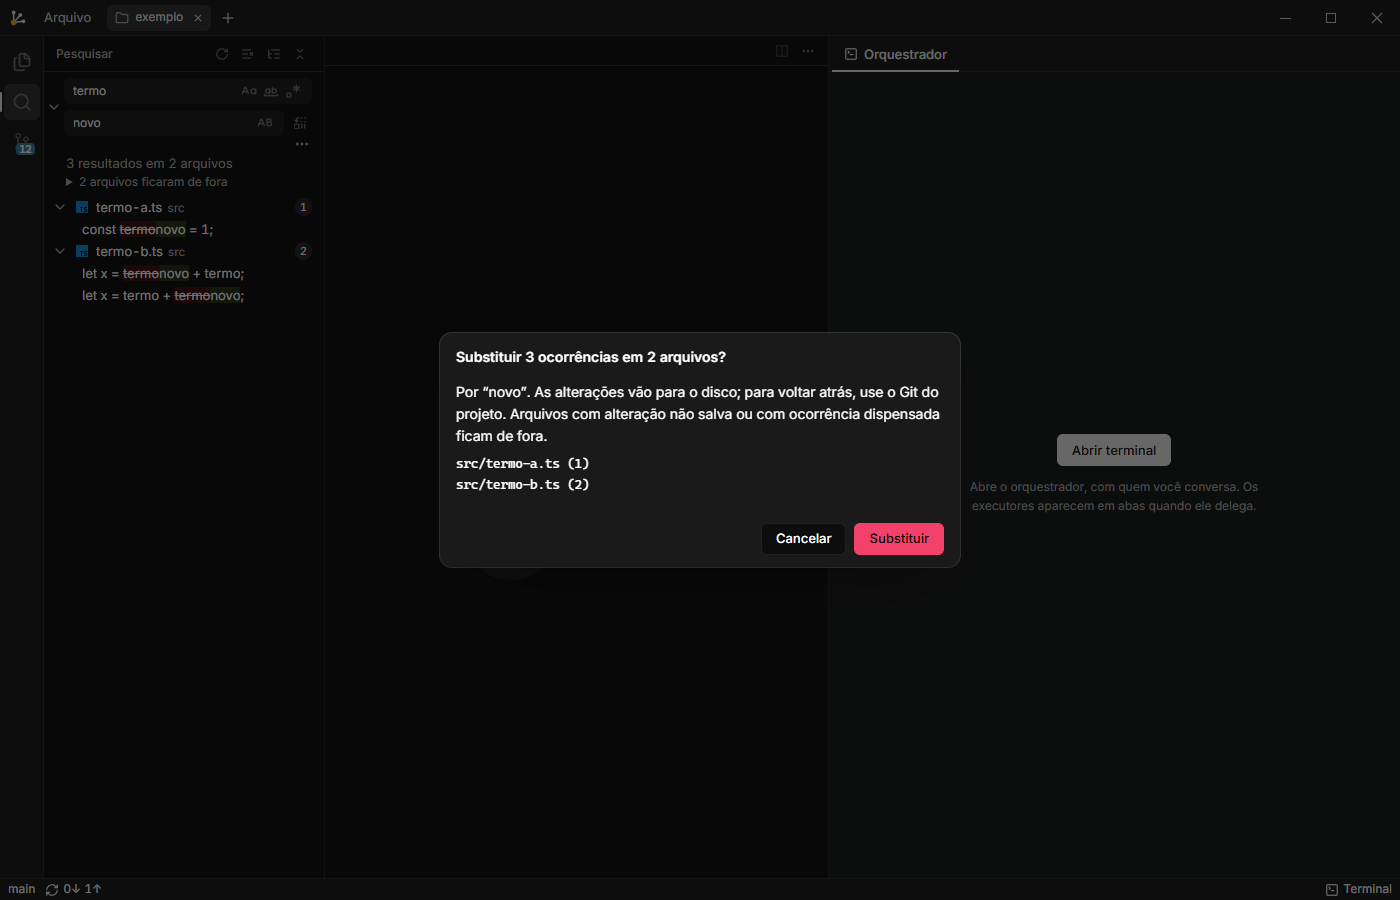 Arquivo
exemplo
Pesquisar
Orquestrador
termo
Aa ab .*
novo
AB
12
3 resultados em 2 arquivos
2 arquivos ficaram de fora
termo-a.ts src 1
const termonovo = 1;
termo-b.ts src 2
let x = termonovo + termo;
let x = termo + termonovo;
Substituir 3 ocorrências em 2 arquivos?
Por “novo”. As alterações vão para o disco; para voltar atrás, use o Git do
projeto. Arquivos com alteração não salva ou com ocorrência dispensada
ficam de fora.
src/termo-a.ts (1)
src/termo-b.ts (2)
Cancelar
Substituir
Abrir terminal
Abre o orquestrador, com quem você conversa. Os
executores aparecem em abas quando ele delega.
main 0↓ 1↑
Terminal